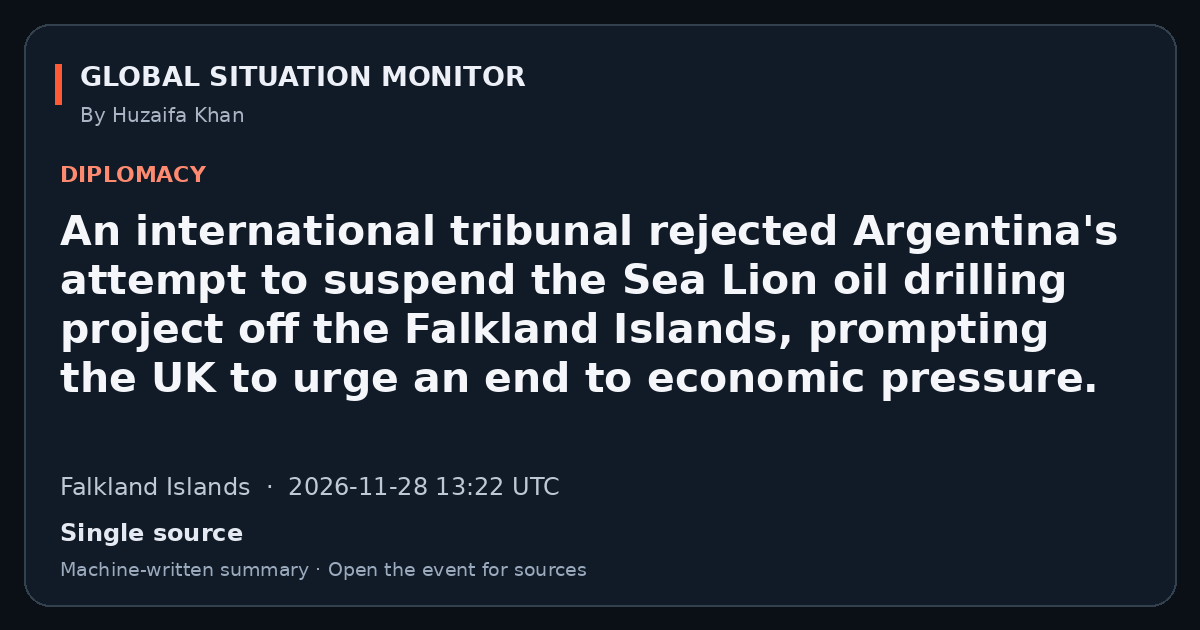 GLOBAL SITUATION MONITOR
By Huzaifa Khan
DIPLOMACY
An international tribunal rejected Argentina's
attempt to suspend the Sea Lion oil drilling
project off the Falkland Islands, prompting
the UK to urge an end to economic pressure.
Falkland Islands · 2026-11-28 13:22 UTC
Single source
Machine-written summary · Open the event for sources